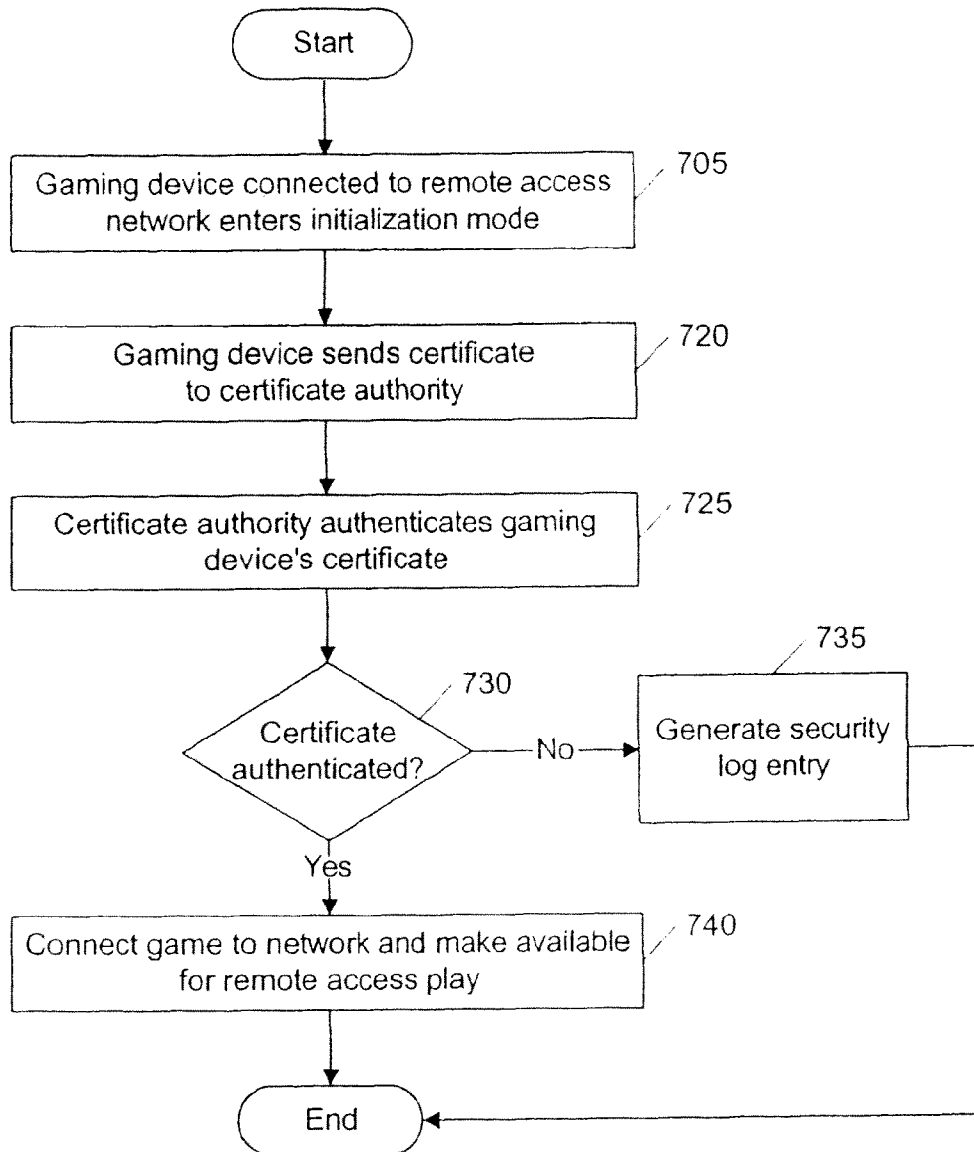 Start
Gaming device connected to remote access
network enters initialization mode
705
Gaming device sends certificate
to certificate authority
720
Certificate authority authenticates gaming
device's certificate
725
Certificate
authenticated?
730
No
Generate security
log entry
735
Yes
Connect game to network and make available
for remote access play
740
End